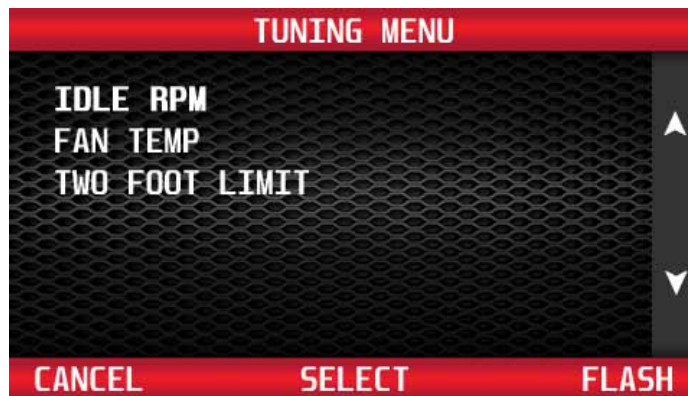 TUNING MENU
IDLE RPM
FAN TEMP
TWO FOOT LIMIT
CANCEL SELECT FLASH